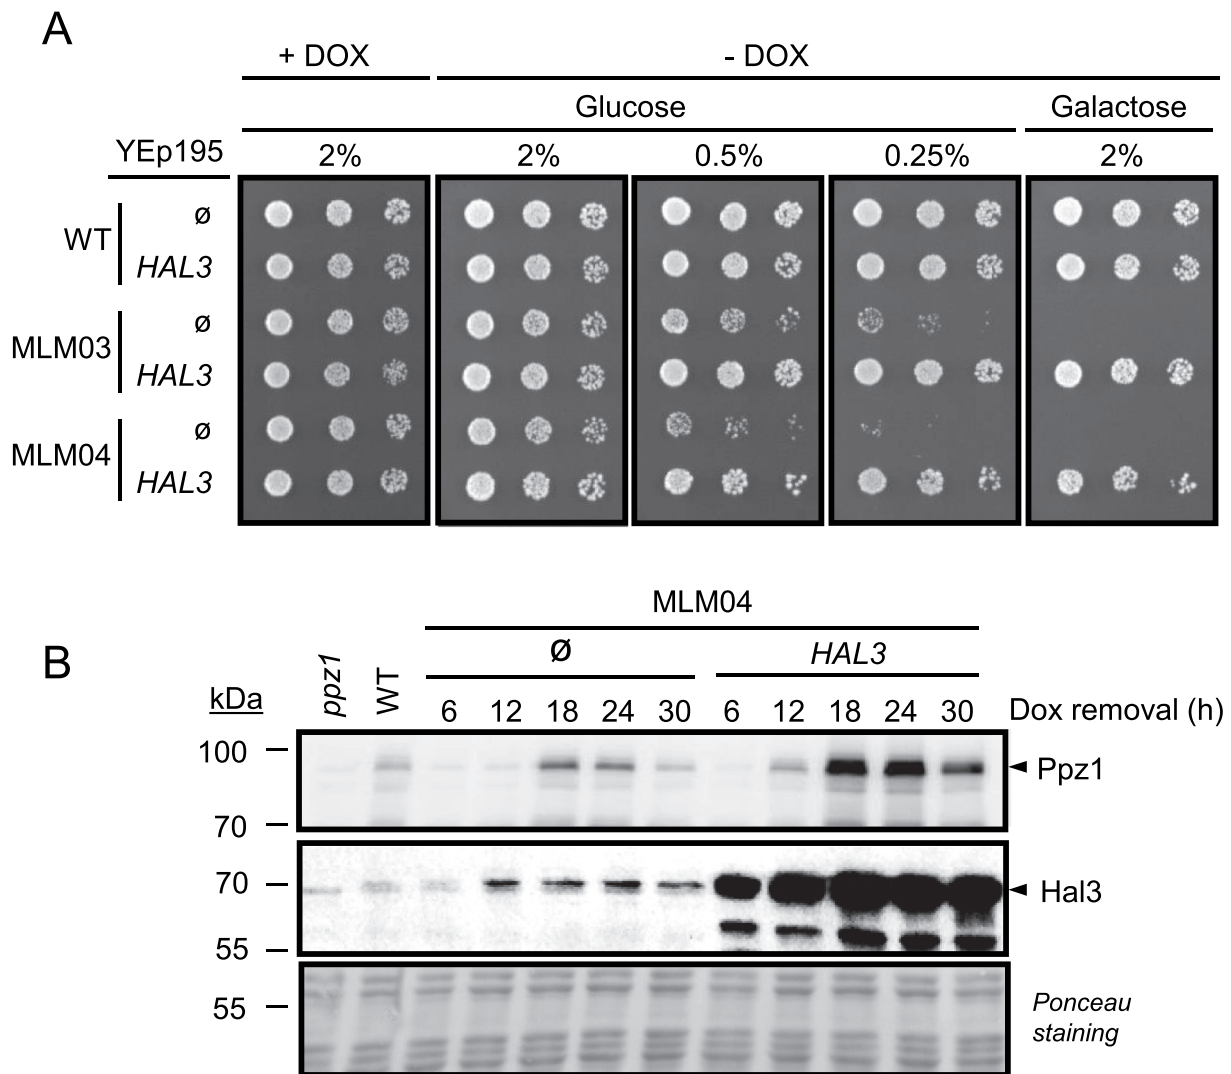 A
+ DOX - DOX
Glucose Galactose
YEp195 2% 2% 0.5% 0.25% 2%
WT ø
HAL3
MLM03 ø
HAL3
MLM04 ø
HAL3
B
MLM04
ppz1 WT ø HAL3
kDa 6 12 18 24 30 6 12 18 24 30 Dox removal (h)
100
Ppz1
70
70
Hal3
55
55
Ponceau
staining